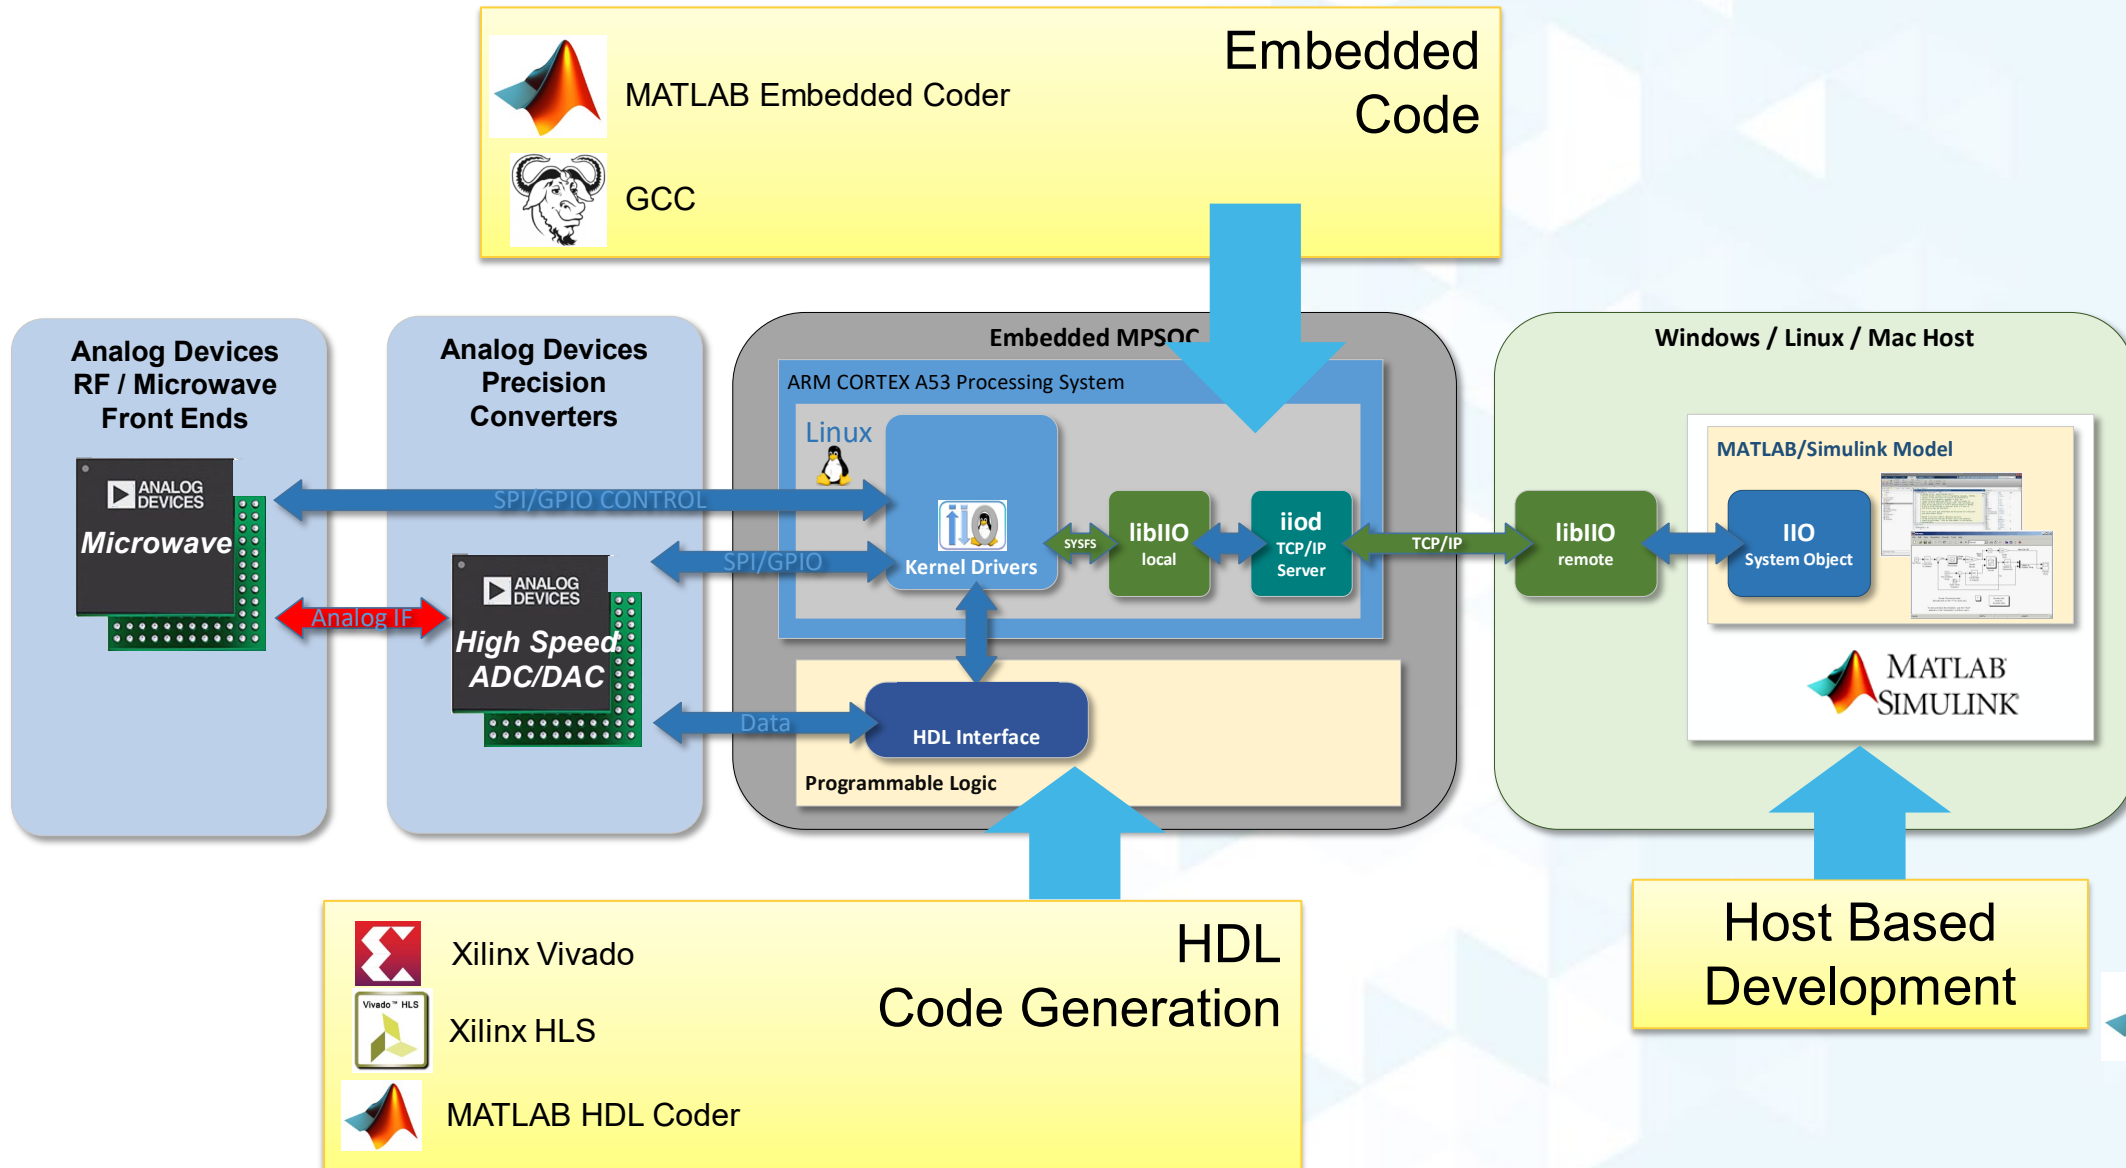 Embedded
Code
MATLAB Embedded Coder
GCC
Analog Devices
RF / Microwave
Front Ends
ANALOG
DEVICES
Microwave
Analog Devices
Precision
Converters
ANALOG
DEVICES
High Speed
ADC/DAC
SPI/GPIO CONTROL
SPI/GPIO
Analog IF
Data
Embedded MPSOC
ARM CORTEX A53 Processing System
Linux
Kernel Drivers
SYSFS
libIIO
local
iiod
TCP/IP
Server
TCP/IP
HDL Interface
Programmable Logic
Windows / Linux / Mac Host
libIIO
remote
MATLAB/Simulink Model
IIO
System Object
MATLAB
SIMULINK
HDL
Code Generation
Xilinx Vivado
Vivado™ HLS
Xilinx HLS
MATLAB HDL Coder
Host Based
Development